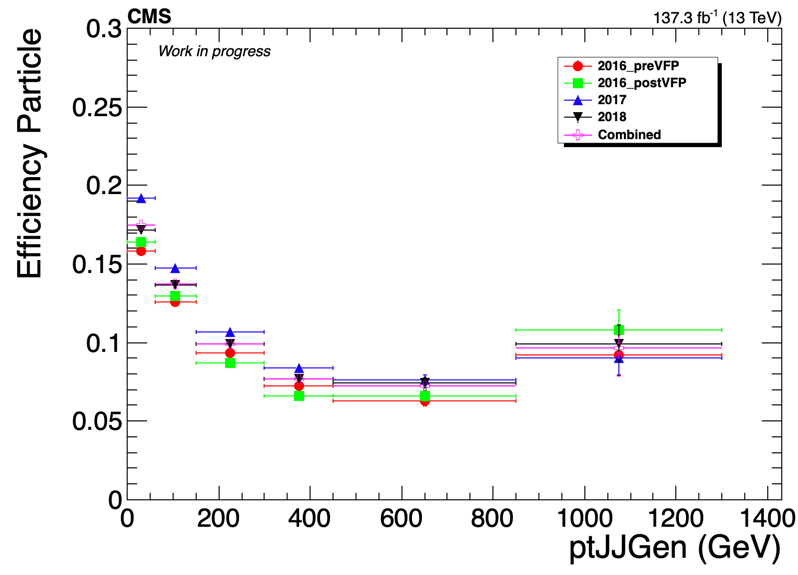 CMS
137.3 fb⁻¹ (13 TeV)
Work in progress
2016_preVFP
2016_postVFP
2017
2018
Combined
Efficiency Particle
0.3
0.25
0.2
0.15
0.1
0.05
0
0 200 400 600 800 1000 1200 1400
ptJJGen (GeV)